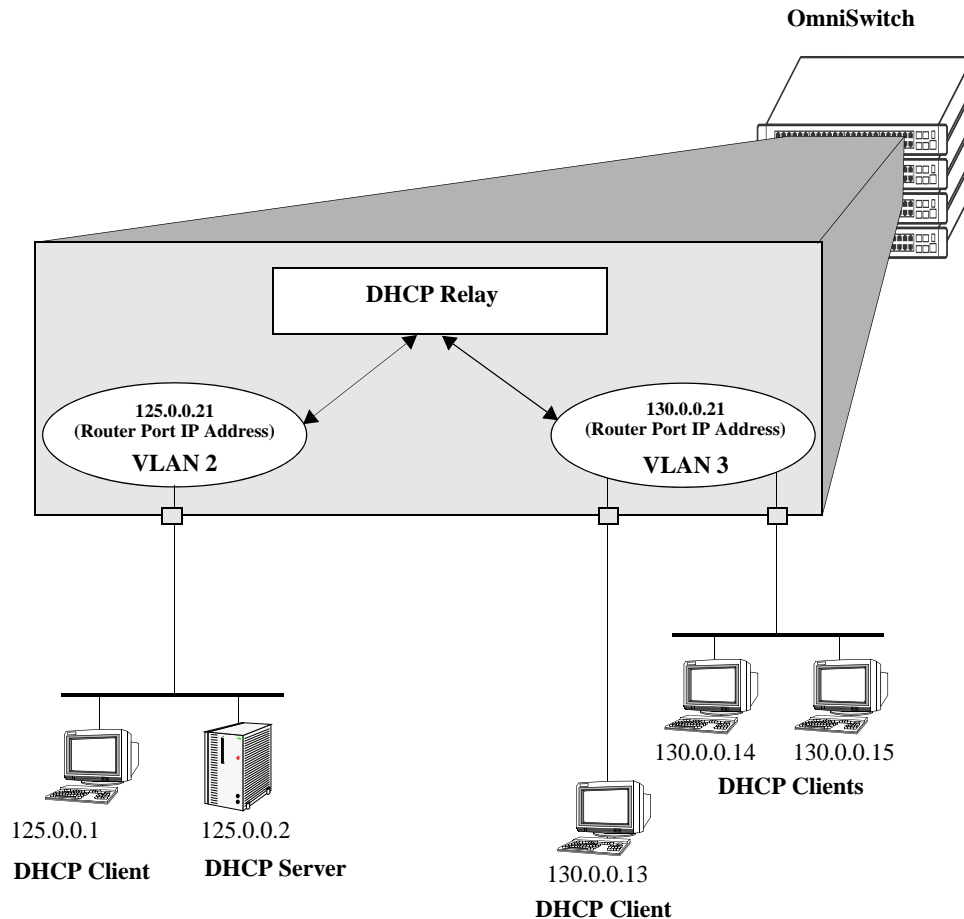 OmniSwitch
DHCP Relay
125.0.0.21
(Router Port IP Address)
VLAN 2
130.0.0.21
(Router Port IP Address)
VLAN 3
130.0.0.14
130.0.0.15
DHCP Clients
125.0.0.1
DHCP Client
125.0.0.2
DHCP Server
130.0.0.13
DHCP Client